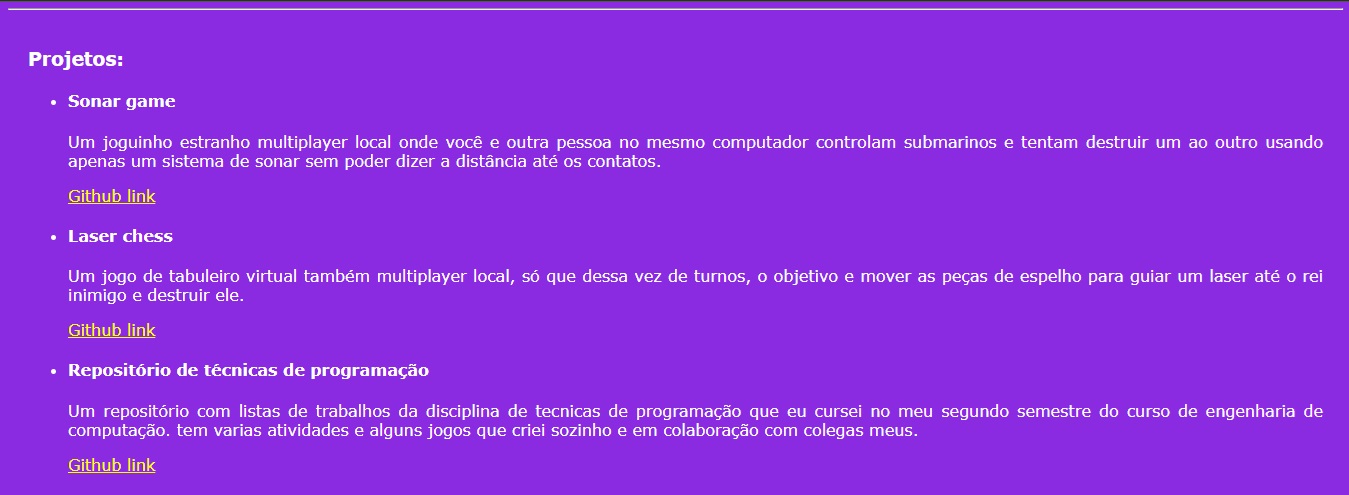 Projetos:
Sonar game
Um joguinho estranho multiplayer local onde você e outra pessoa no mesmo computador controlam submarinos e tentam destruir um ao outro usando
apenas um sistema de sonar sem poder dizer a distância até os contatos.
Github link
Laser chess
Um jogo de tabuleiro virtual também multiplayer local, só que dessa vez de turnos, o objetivo e mover as peças de espelho para guiar um laser até o rei
inimigo e destruir ele.
Github link
Repositório de técnicas de programação
Um repositório com listas de trabalhos da disciplina de tecnicas de programação que eu cursei no meu segundo semestre do curso de engenharia de
computação. tem varias atividades e alguns jogos que criei sozinho e em colaboração com colegas meus.
Github link